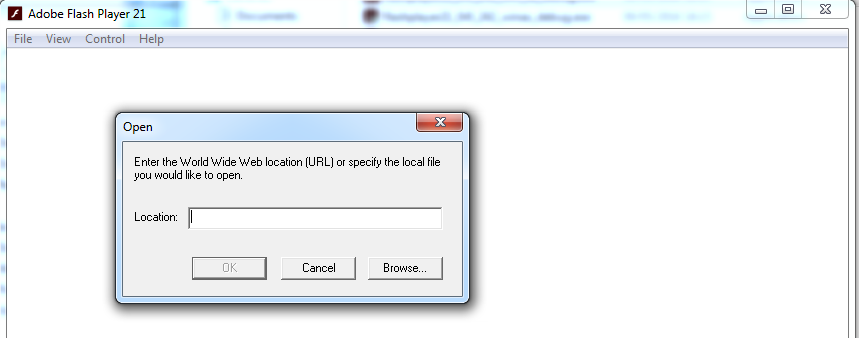 Adobe Flash Player 21
Documents
File View Control Help
Open
Enter the World Wide Web location (URL) or specify the local file
you would like to open.
Location:
OK Cancel Browse...